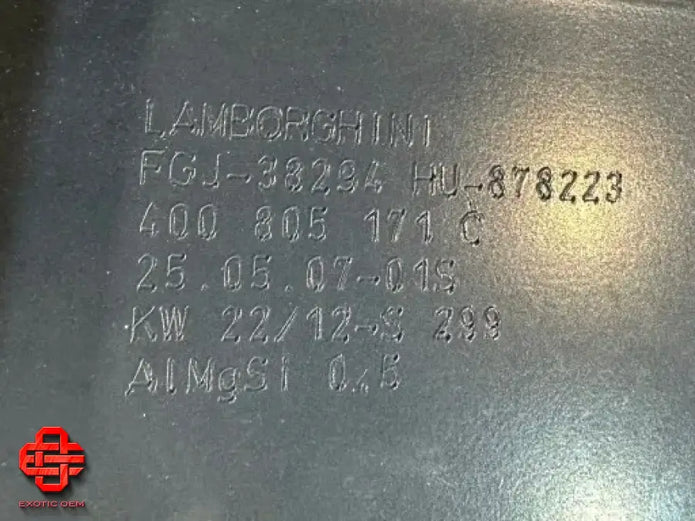 LAMBORGHINI
FGJ-38294 HU-878223
400 805 171 C
25.05.07-01S
KW 22/12-S 299
AlMgSi 0.5
EXOTIC OEM